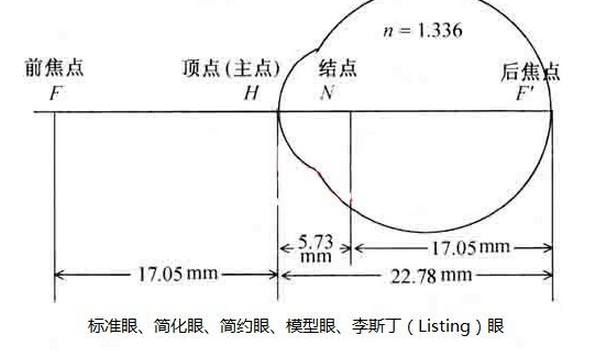 n = 1.336
前焦点 顶点(主点) 结点 后焦点
F H N F'
5.73
mm
17.05 mm
17.05 mm 22.78 mm
标准眼、简化眼、简约眼、模型眼、李斯丁(Listing)眼